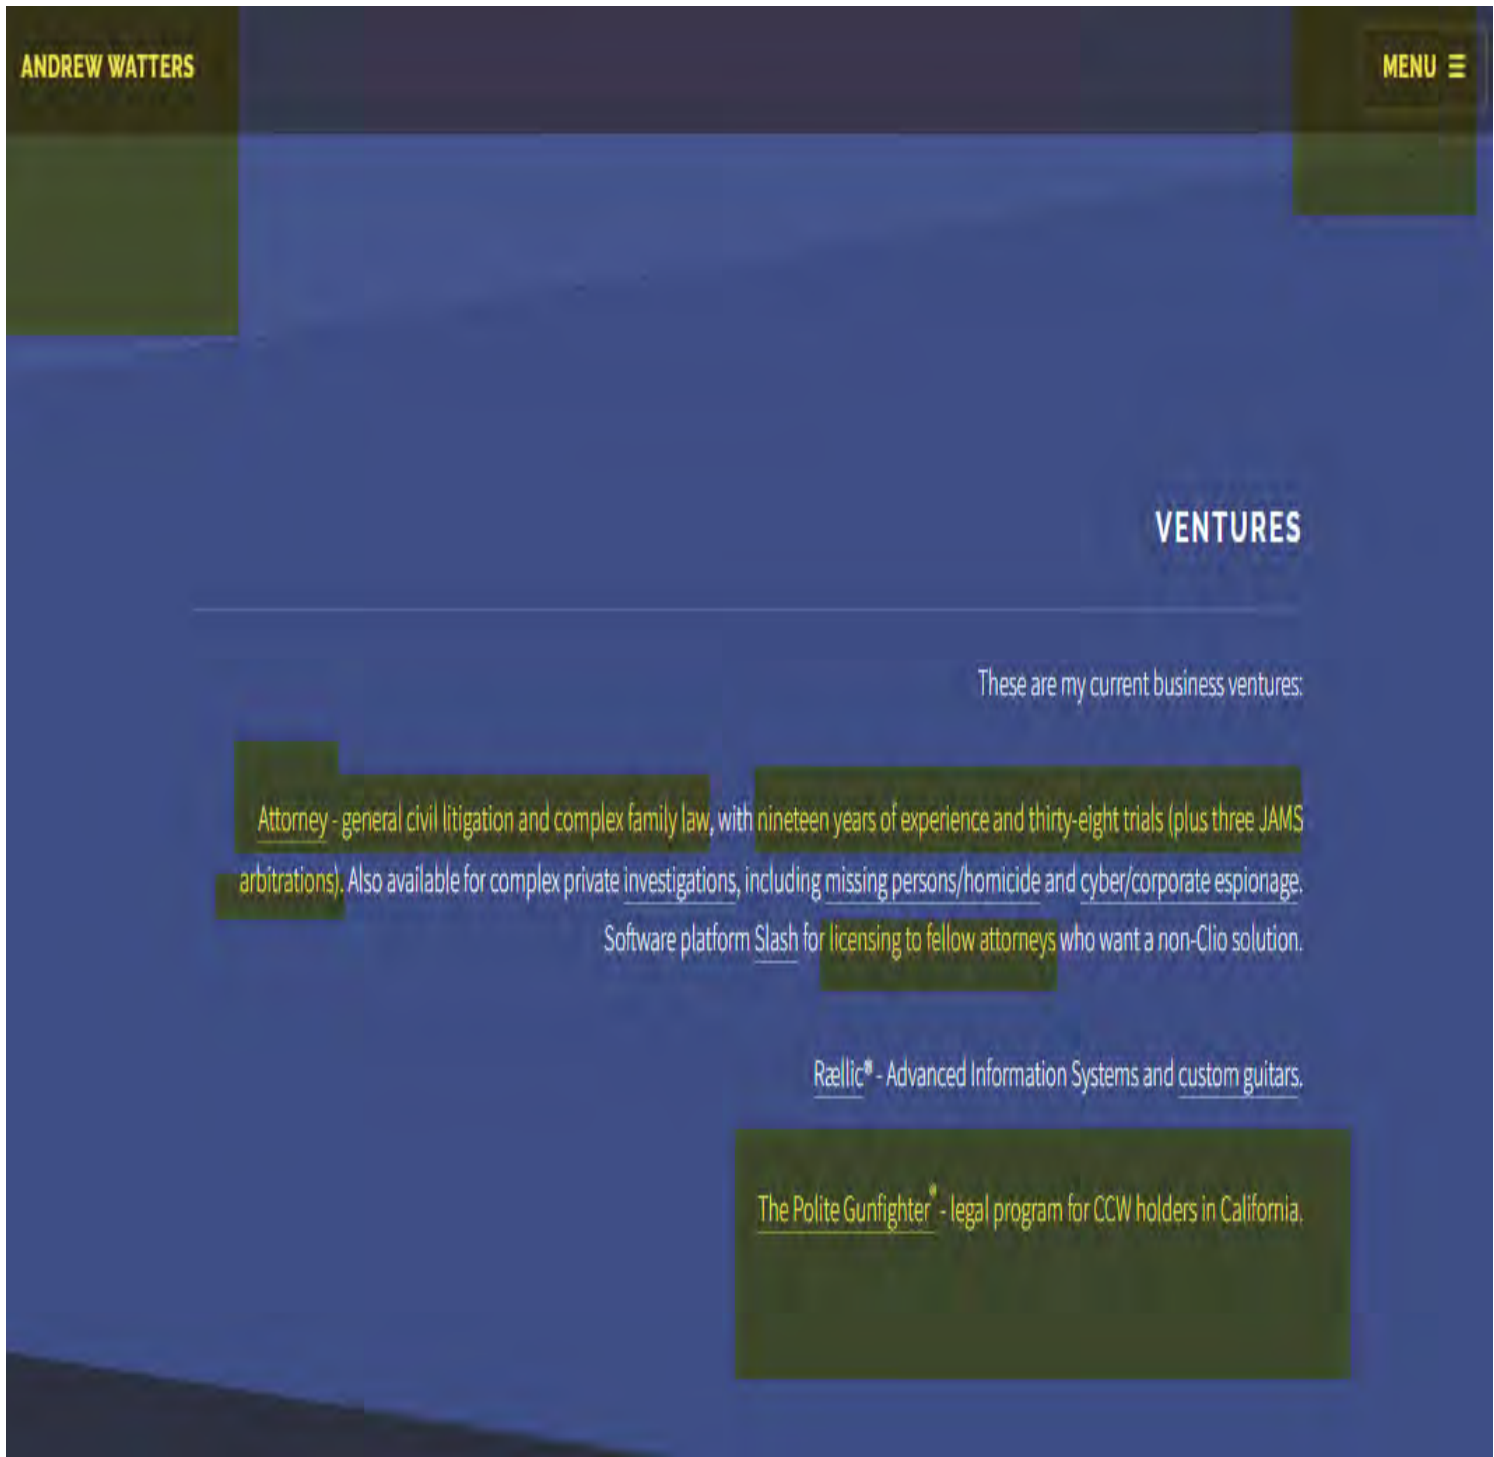 ANDREW WATTERS
MENU ☰
VENTURES
These are my current business ventures:
Attorney - general civil litigation and complex family law, with nineteen years of experience and thirty-eight trials (plus three JAMS
arbitrations). Also available for complex private investigations, including missing persons/homicide and cyber/corporate espionage.
Software platform Slash for licensing to fellow attorneys who want a non-Clio solution.
Rællic® - Advanced Information Systems and custom guitars.
The Polite Gunfighter® - legal program for CCW holders in California.